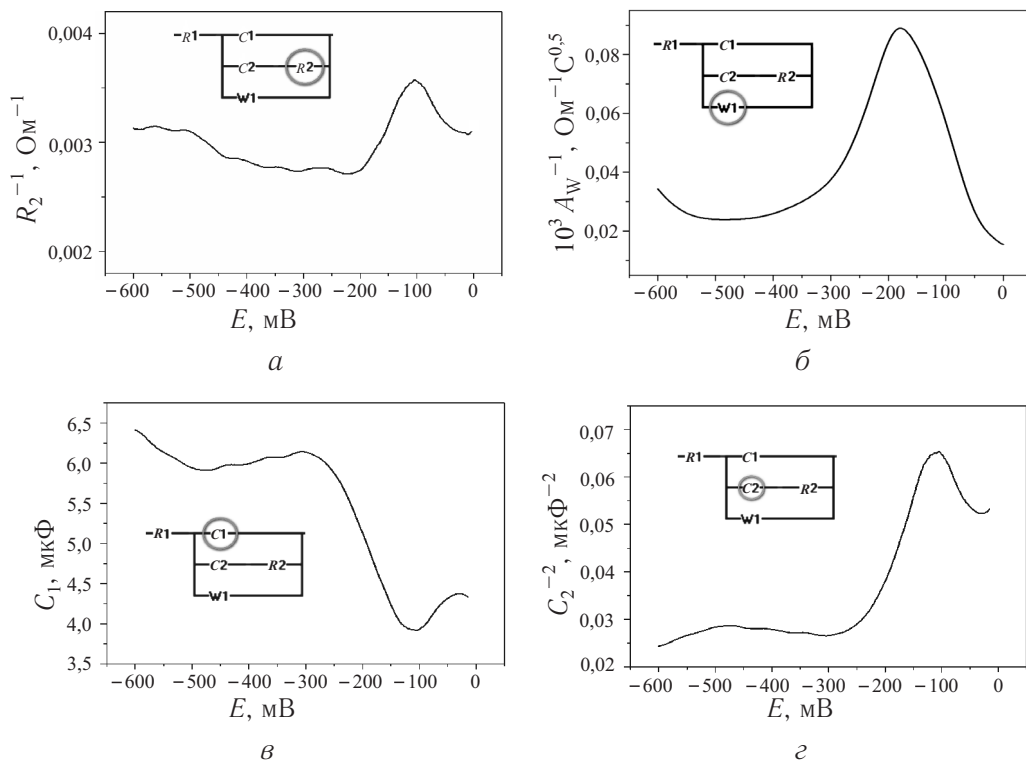 0,004
0,003
0,002
R₂⁻¹, Ом⁻¹
R1 C1
C2 R2
W1
−600 −500 −400 −300 −200 −100 0
E, мВ
а
0,08
0,06
0,04
0,02
10³ A_W⁻¹, Ом⁻¹С⁰˒⁵
R1 C1
C2 R2
W1
−600 −500 −400 −300 −200 −100 0
E, мВ
б
6,5
6,0
5,5
5,0
4,5
4,0
3,5
C₁, мкФ
R1 C1
C2 R2
W1
−600 −500 −400 −300 −200 −100 0
E, мВ
в
0,07
0,06
0,05
0,04
0,03
0,02
C₂⁻², мкФ⁻²
R1 C1
C2 R2
W1
−600 −500 −400 −300 −200 −100 0
E, мВ
г